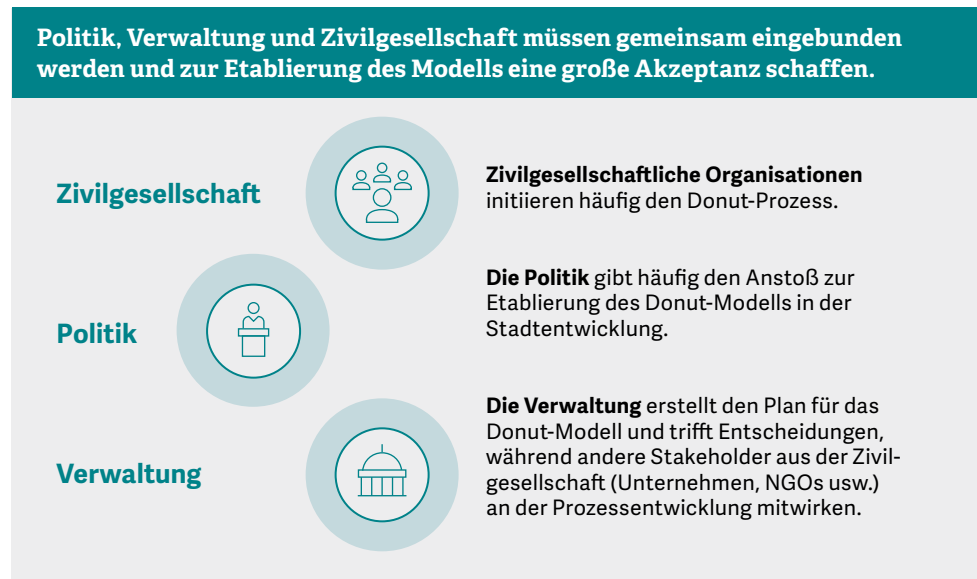 Politik, Verwaltung und Zivilgesellschaft müssen gemeinsam eingebunden
werden und zur Etablierung des Modells eine große Akzeptanz schaffen.
Zivilgesellschaft
Zivilgesellschaftliche Organisationen
initiieren häufig den Donut-Prozess.
Politik
Die Politik gibt häufig den Anstoß zur
Etablierung des Donut-Modells in der
Stadtentwicklung.
Verwaltung
Die Verwaltung erstellt den Plan für das
Donut-Modell und trifft Entscheidungen,
während andere Stakeholder aus der Zivil-
gesellschaft (Unternehmen, NGOs usw.)
an der Prozessentwicklung mitwirken.